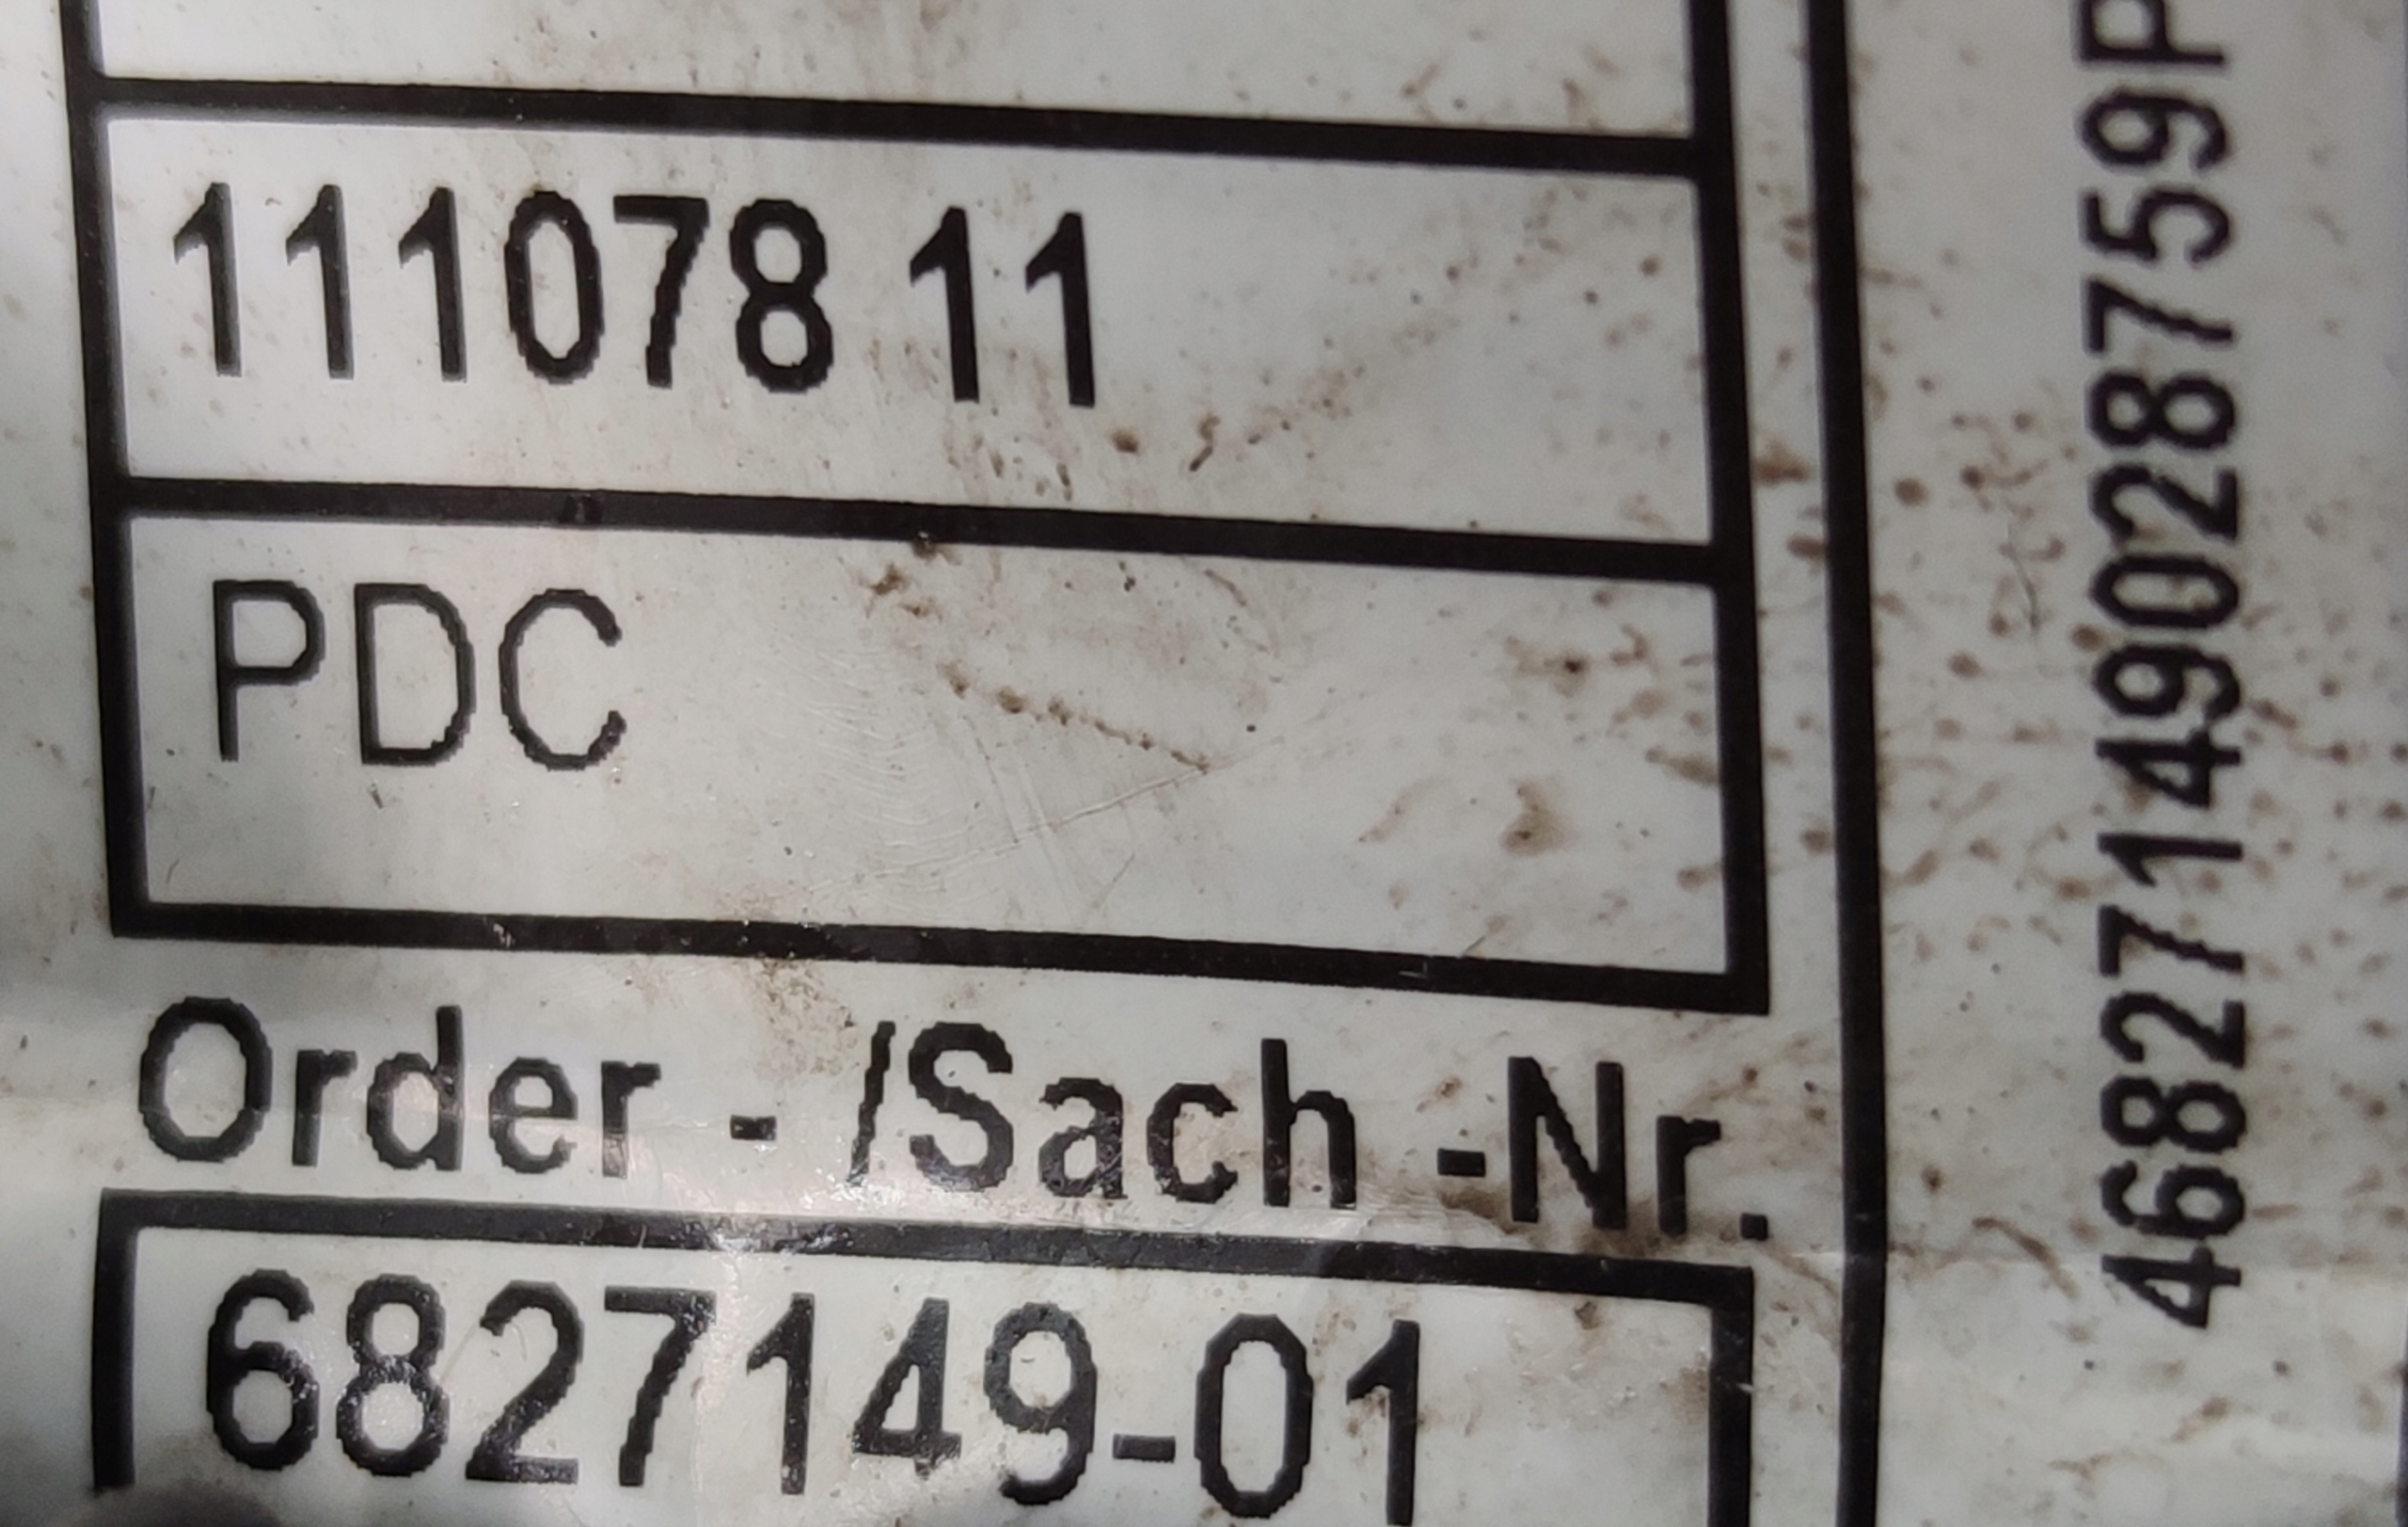 111078 11
PDC
Order - /Sach -Nr.
6827149-01
46827149028759P